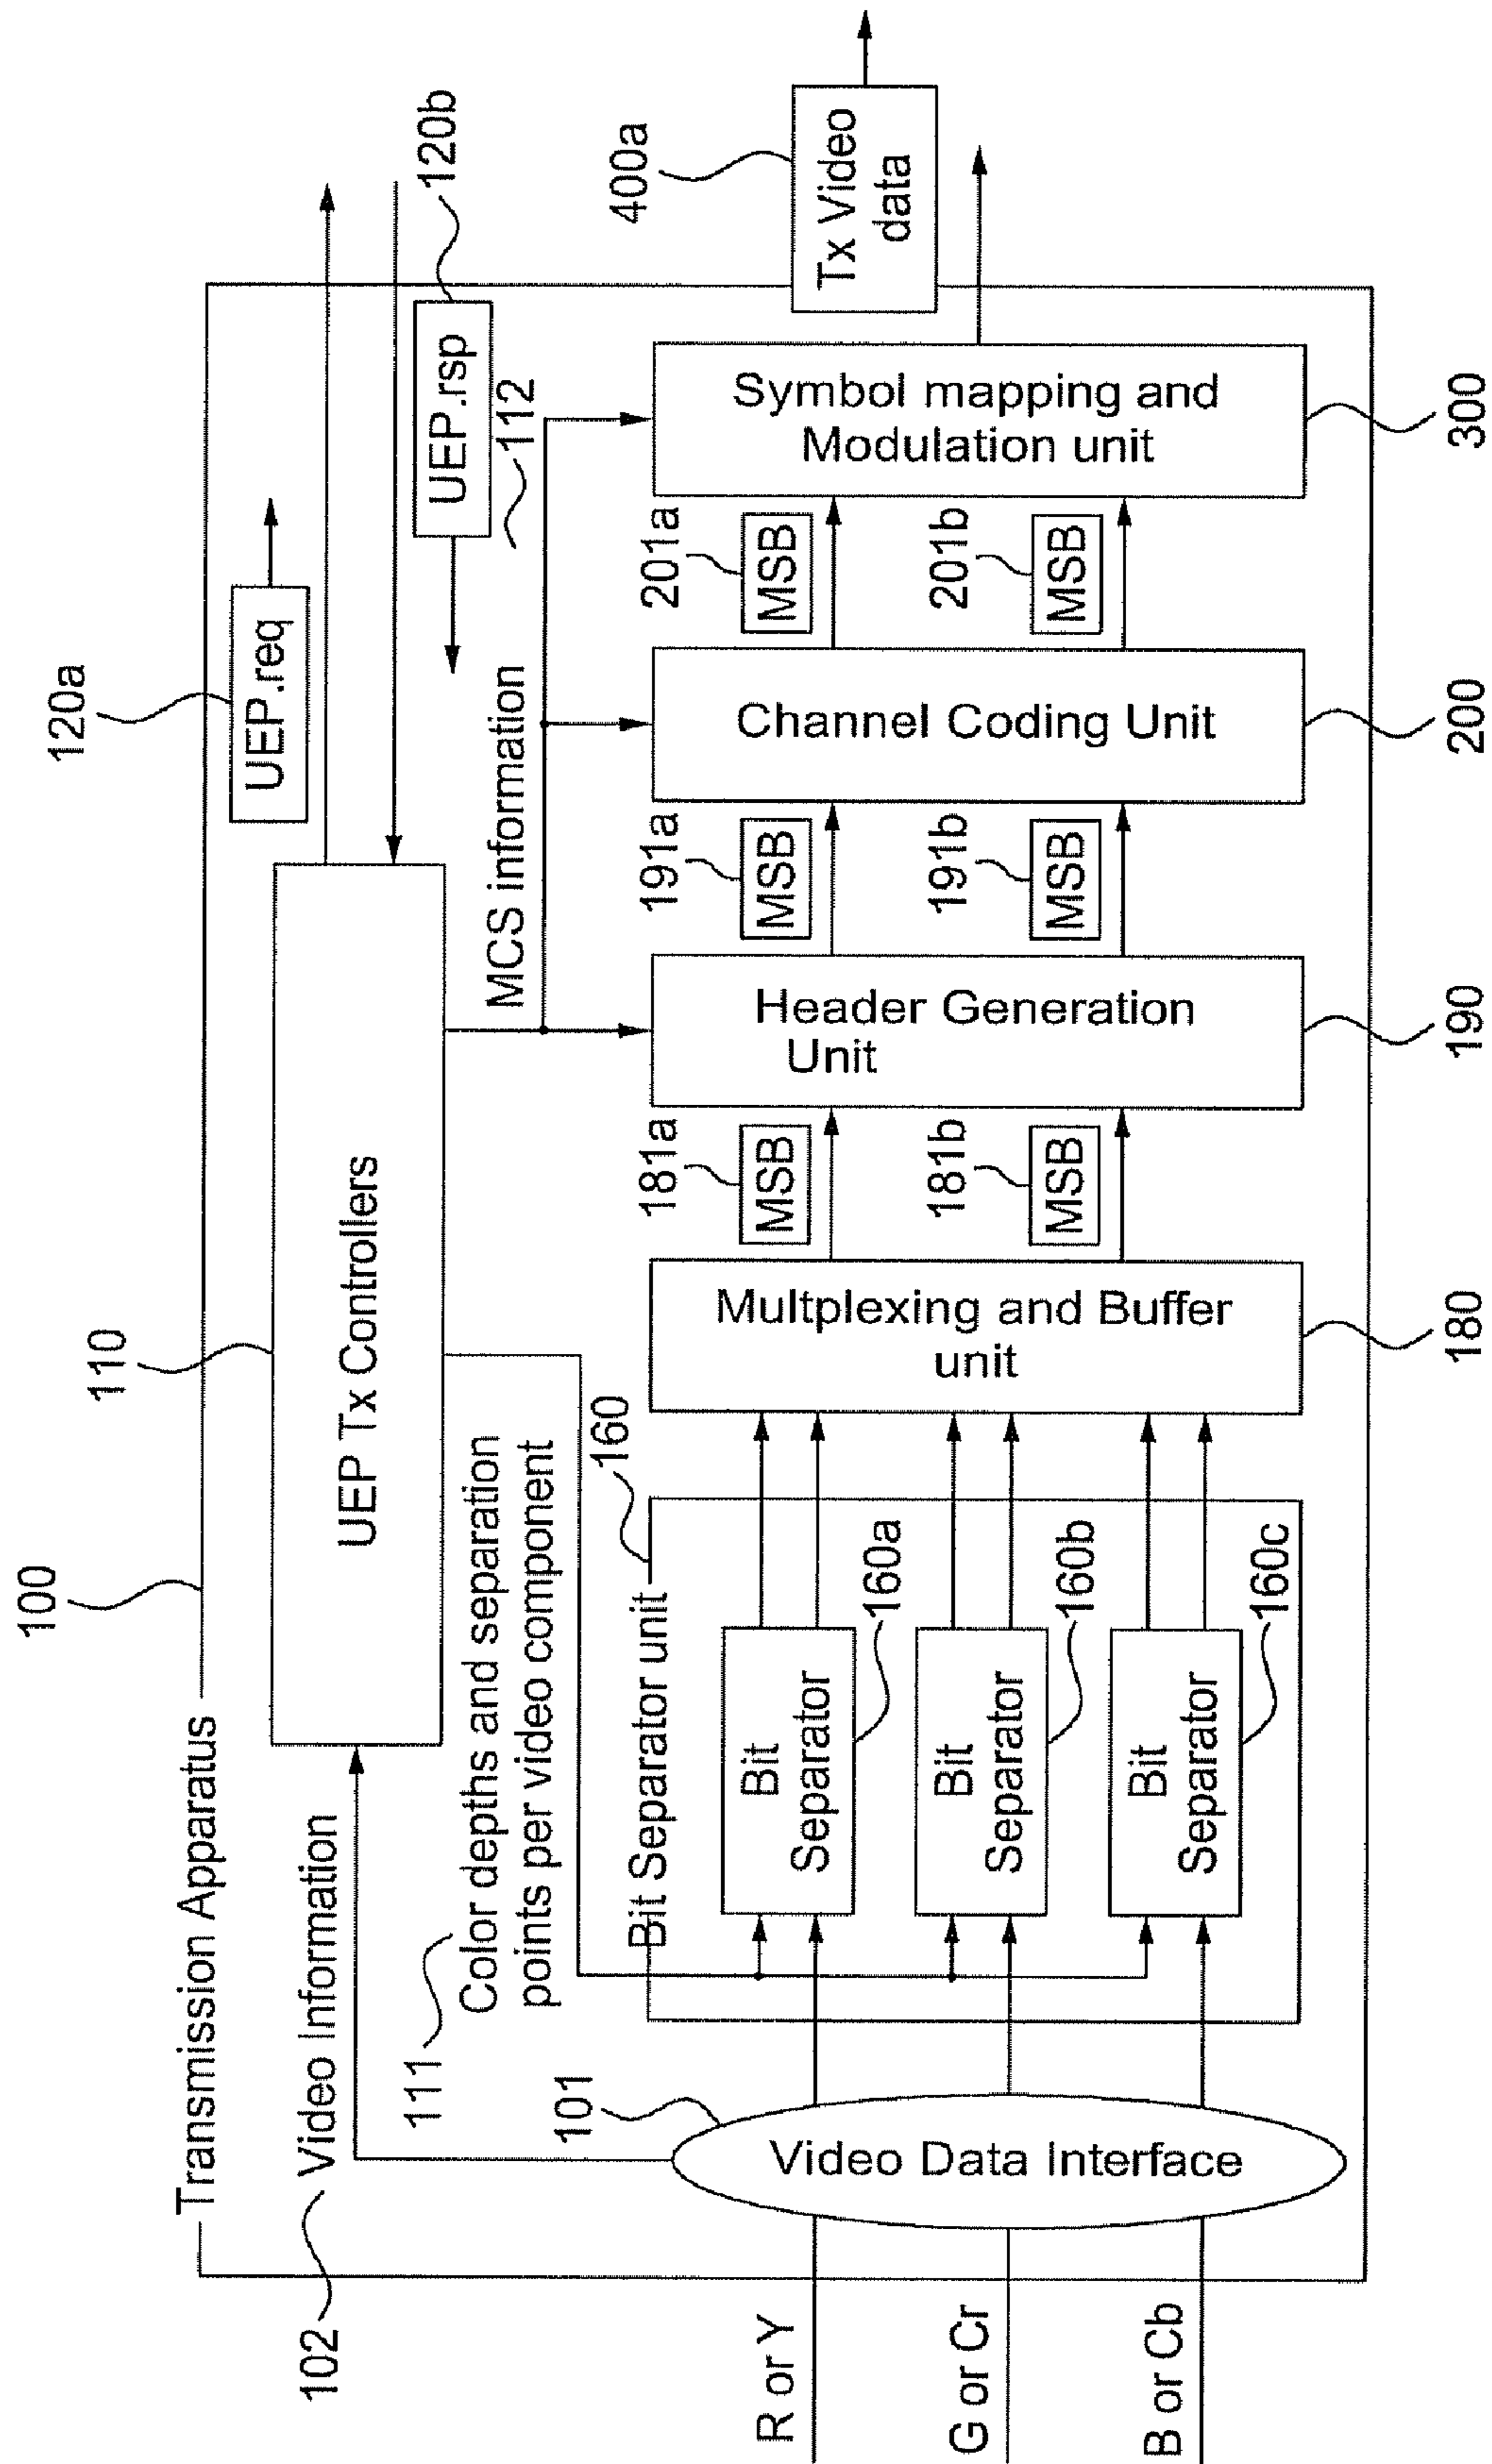 100
Transmission Apparatus
110
UEP Tx Controllers
120a
UEP.req
120b
UEP.rsp
102
Video Information
112
MCS information
111
Color depths and separation
points per video component
400a
Tx Video
data
101
Video Data Interface
R or Y
G or Cr
B or Cb
Bit Separator unit
160
Bit
Separator
160a
Bit
Separator
160b
Bit
Separator
160c
Multplexing and Buffer
unit
180
181a
MSB
181b
MSB
Header Generation
Unit
190
191a
MSB
191b
MSB
Channel Coding Unit
200
201a
MSB
201b
MSB
Symbol mapping and
Modulation unit
300